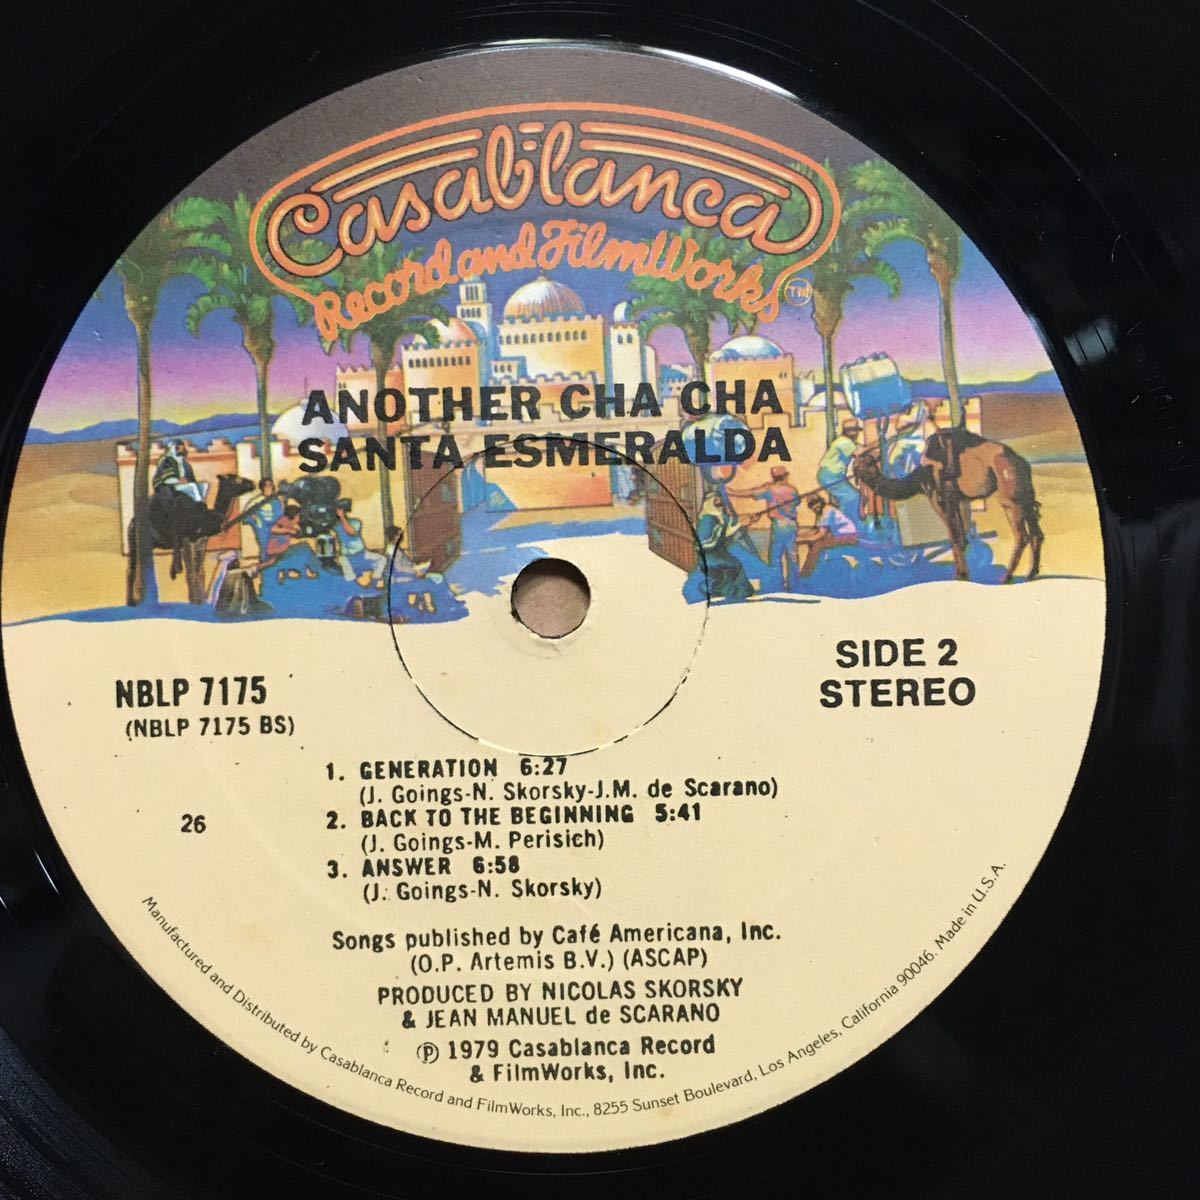 Casablanca
Record and FilmWorks TM
ANOTHER CHA CHA
SANTA ESMERALDA
SIDE 2
STEREO
NBLP 7175
(NBLP 7175 BS)
26
1. GENERATION 6:27
(J. Goings-N. Skorsky-J.M. de Scarano)
2. BACK TO THE BEGINNING 5:41
(J. Goings-M. Perisich)
3. ANSWER 6:58
(J. Goings-N. Skorsky)
Songs published by Café Americana, Inc.
(O.P. Artemis B.V.) (ASCAP)
PRODUCED BY NICOLAS SKORSKY
& JEAN MANUEL de SCARANO
℗ 1979 Casablanca Record
& FilmWorks, Inc.
Manufactured and Distributed by Casablanca Record and FilmWorks, Inc., 8255 Sunset Boulevard, Los Angeles, California 90046. Made in U.S.A.